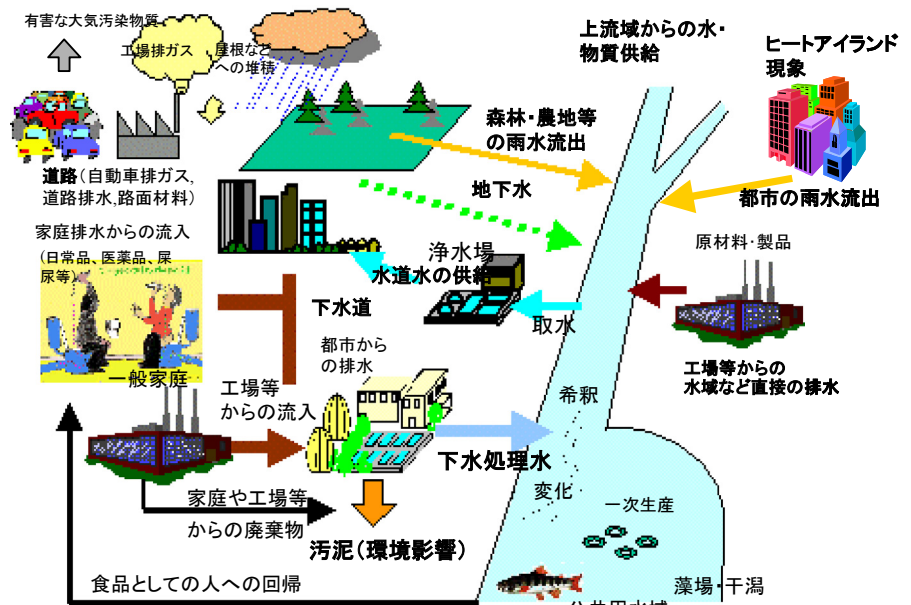 有害な大気汚染物質
工場排ガス
屋根など
への堆積
上流域からの水・
物質供給
ヒートアイランド
現象
森林・農地等
の雨水流出
道路(自動車排ガス,
道路排水,路面材料)
地下水
都市の雨水流出
家庭排水からの流入
(日常品、医薬品、屎
尿等)
浄水場
水道水の供給
原材料・製品
下水道
取水
都市から
の排水
一般家庭
工場等からの
水域など直接の排水
工場等
からの流入
希釈
下水処理水
変化
一次生産
家庭や工場等
からの廃棄物
汚泥(環境影響)
食品としての人への回帰
藻場・干潟
公共用水域